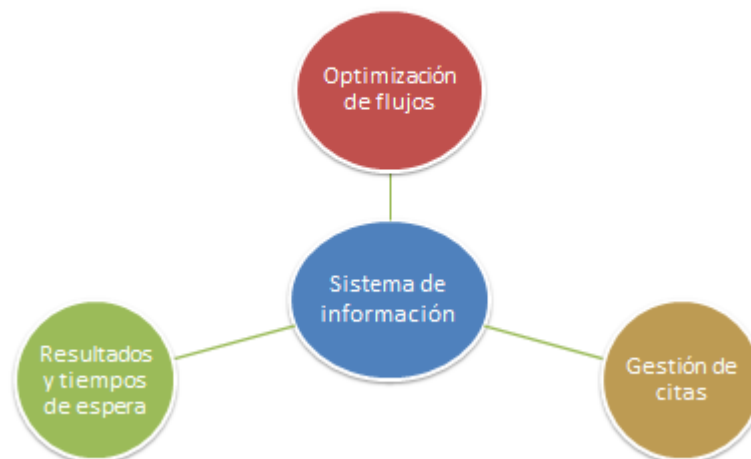 Optimización
de flujos
Sistema de
información
Resultados
y tiempos
de espera
Gestión de
citas